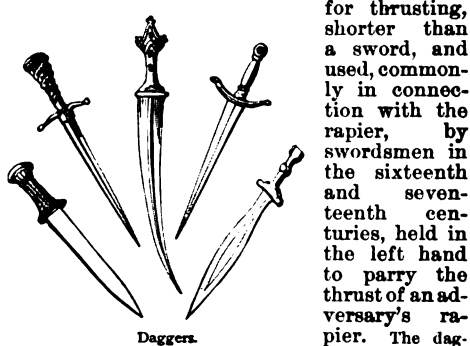 for thrusting,
shorter than
a sword, and
used, common-
ly in connec-
tion with the
rapier, by
swordsmen in
the sixteenth
and seven-
teenth cen-
turies, held in
the left hand
to parry the
thrust of an ad-
versary's ra-
pier. The dag-
Daggers.